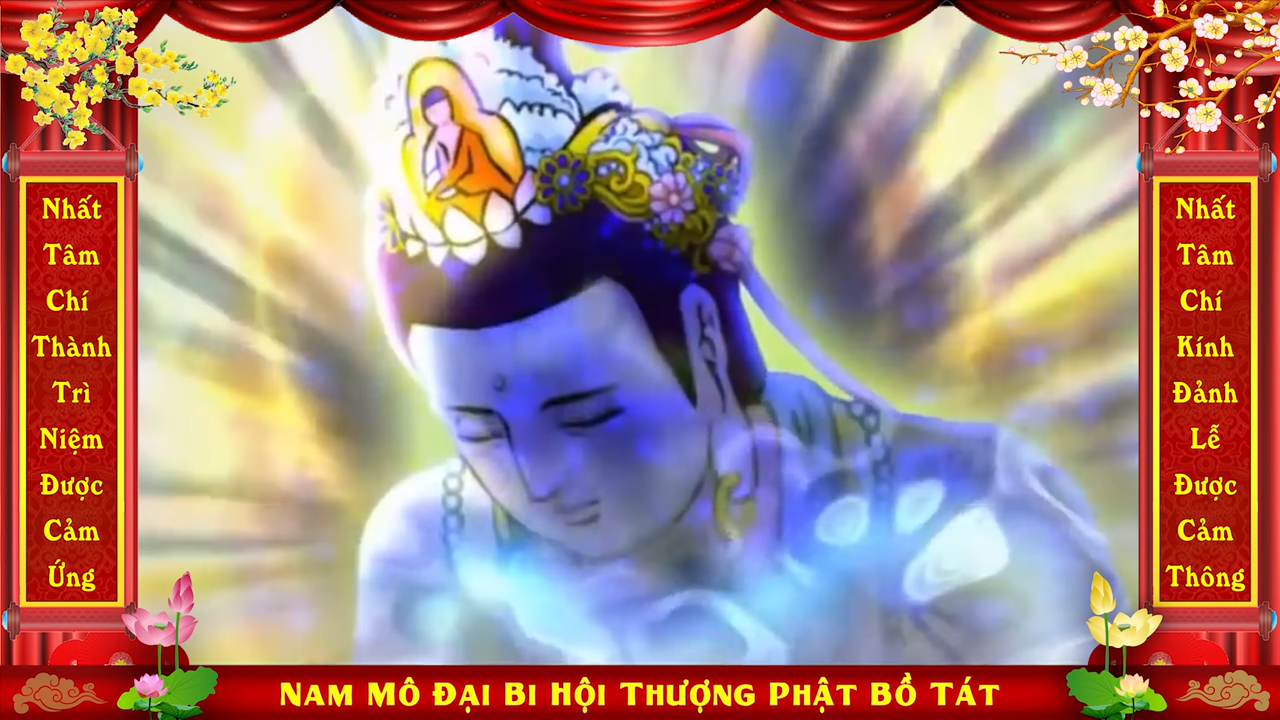 Nhất
Tâm
Chí
Thành
Trì
Niệm
Được
Cảm
Ứng
Nhất
Tâm
Chí
Kính
Đảnh
Lễ
Được
Cảm
Thông
Nam Mô Đại Bi Hội Thượng Phật Bồ Tát